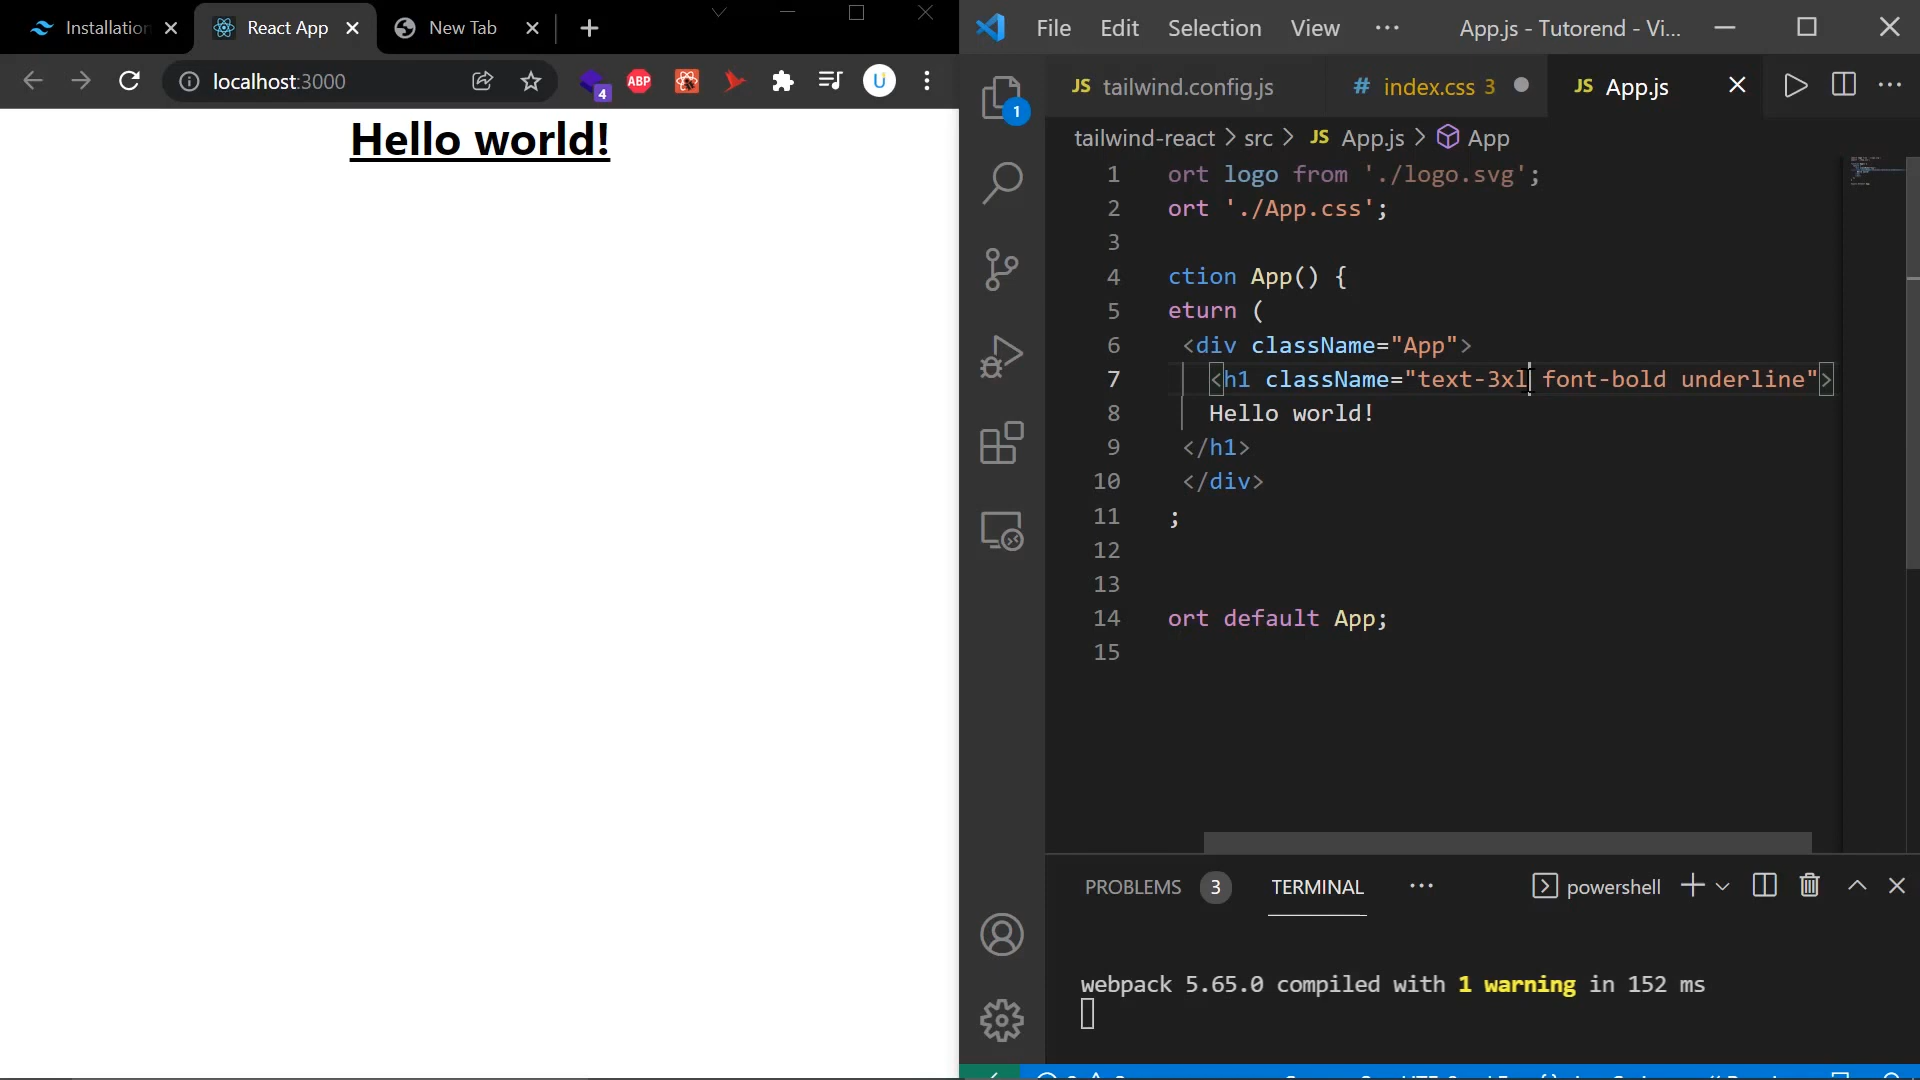 Installation
React App
New Tab
localhost:3000
4
ABP
U
Hello world!
File Edit Selection View ··· App.js - Tutorend - Vi...
JS tailwind.config.js
# index.css 3
JS App.js
1
tailwind-react > src > JS App.js > App
1 ort logo from './logo.svg';
2 ort './App.css';
3
4 ction App() {
5 eturn (
6 <div className="App">
7 <h1 className="text-3xl font-bold underline">
8 Hello world!
9 </h1>
10 </div>
11 ;
12
13
14 ort default App;
15
PROBLEMS 3 TERMINAL ··· powershell
webpack 5.65.0 compiled with 1 warning in 152 ms